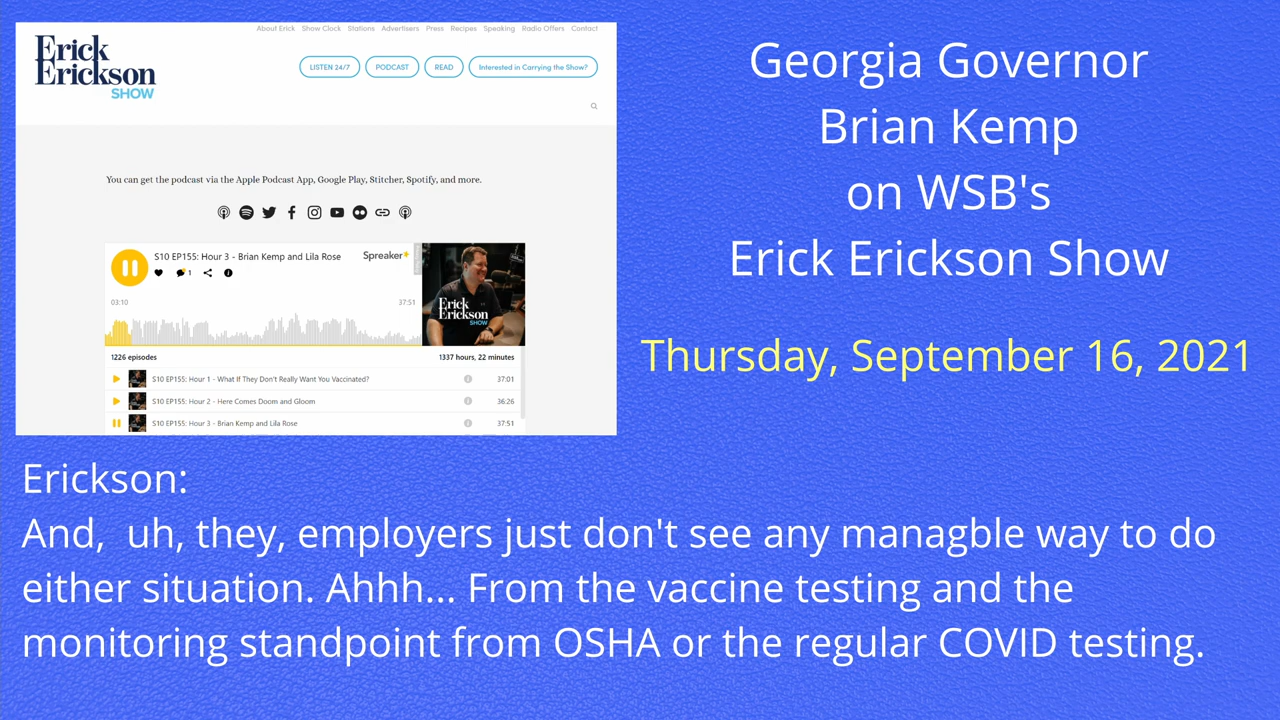 About Erick Show Clock Stations Advertisers Press Recipes Speaking Radio Offers Contact
Erick
Erickson
SHOW
LISTEN 24/7 PODCAST READ Interested in Carrying the Show?
You can get the podcast via the Apple Podcast App, Google Play, Stitcher, Spotify, and more.
S10 EP155: Hour 3 - Brian Kemp and Lila Rose
Spreaker
1
03:10 37:51
Erick
Erickson
SHOW
1226 episodes 1337 hours, 22 minutes
S10 EP155: Hour 1 - What If They Don't Really Want You Vaccinated? 37:01
S10 EP155: Hour 2 - Here Comes Doom and Gloom 36:26
S10 EP155: Hour 3 - Brian Kemp and Lila Rose 37:51
Georgia Governor
Brian Kemp
on WSB's
Erick Erickson Show
Thursday, September 16, 2021
Erickson:
And, uh, they, employers just don't see any managble way to do
either situation. Ahhh... From the vaccine testing and the
monitoring standpoint from OSHA or the regular COVID testing.